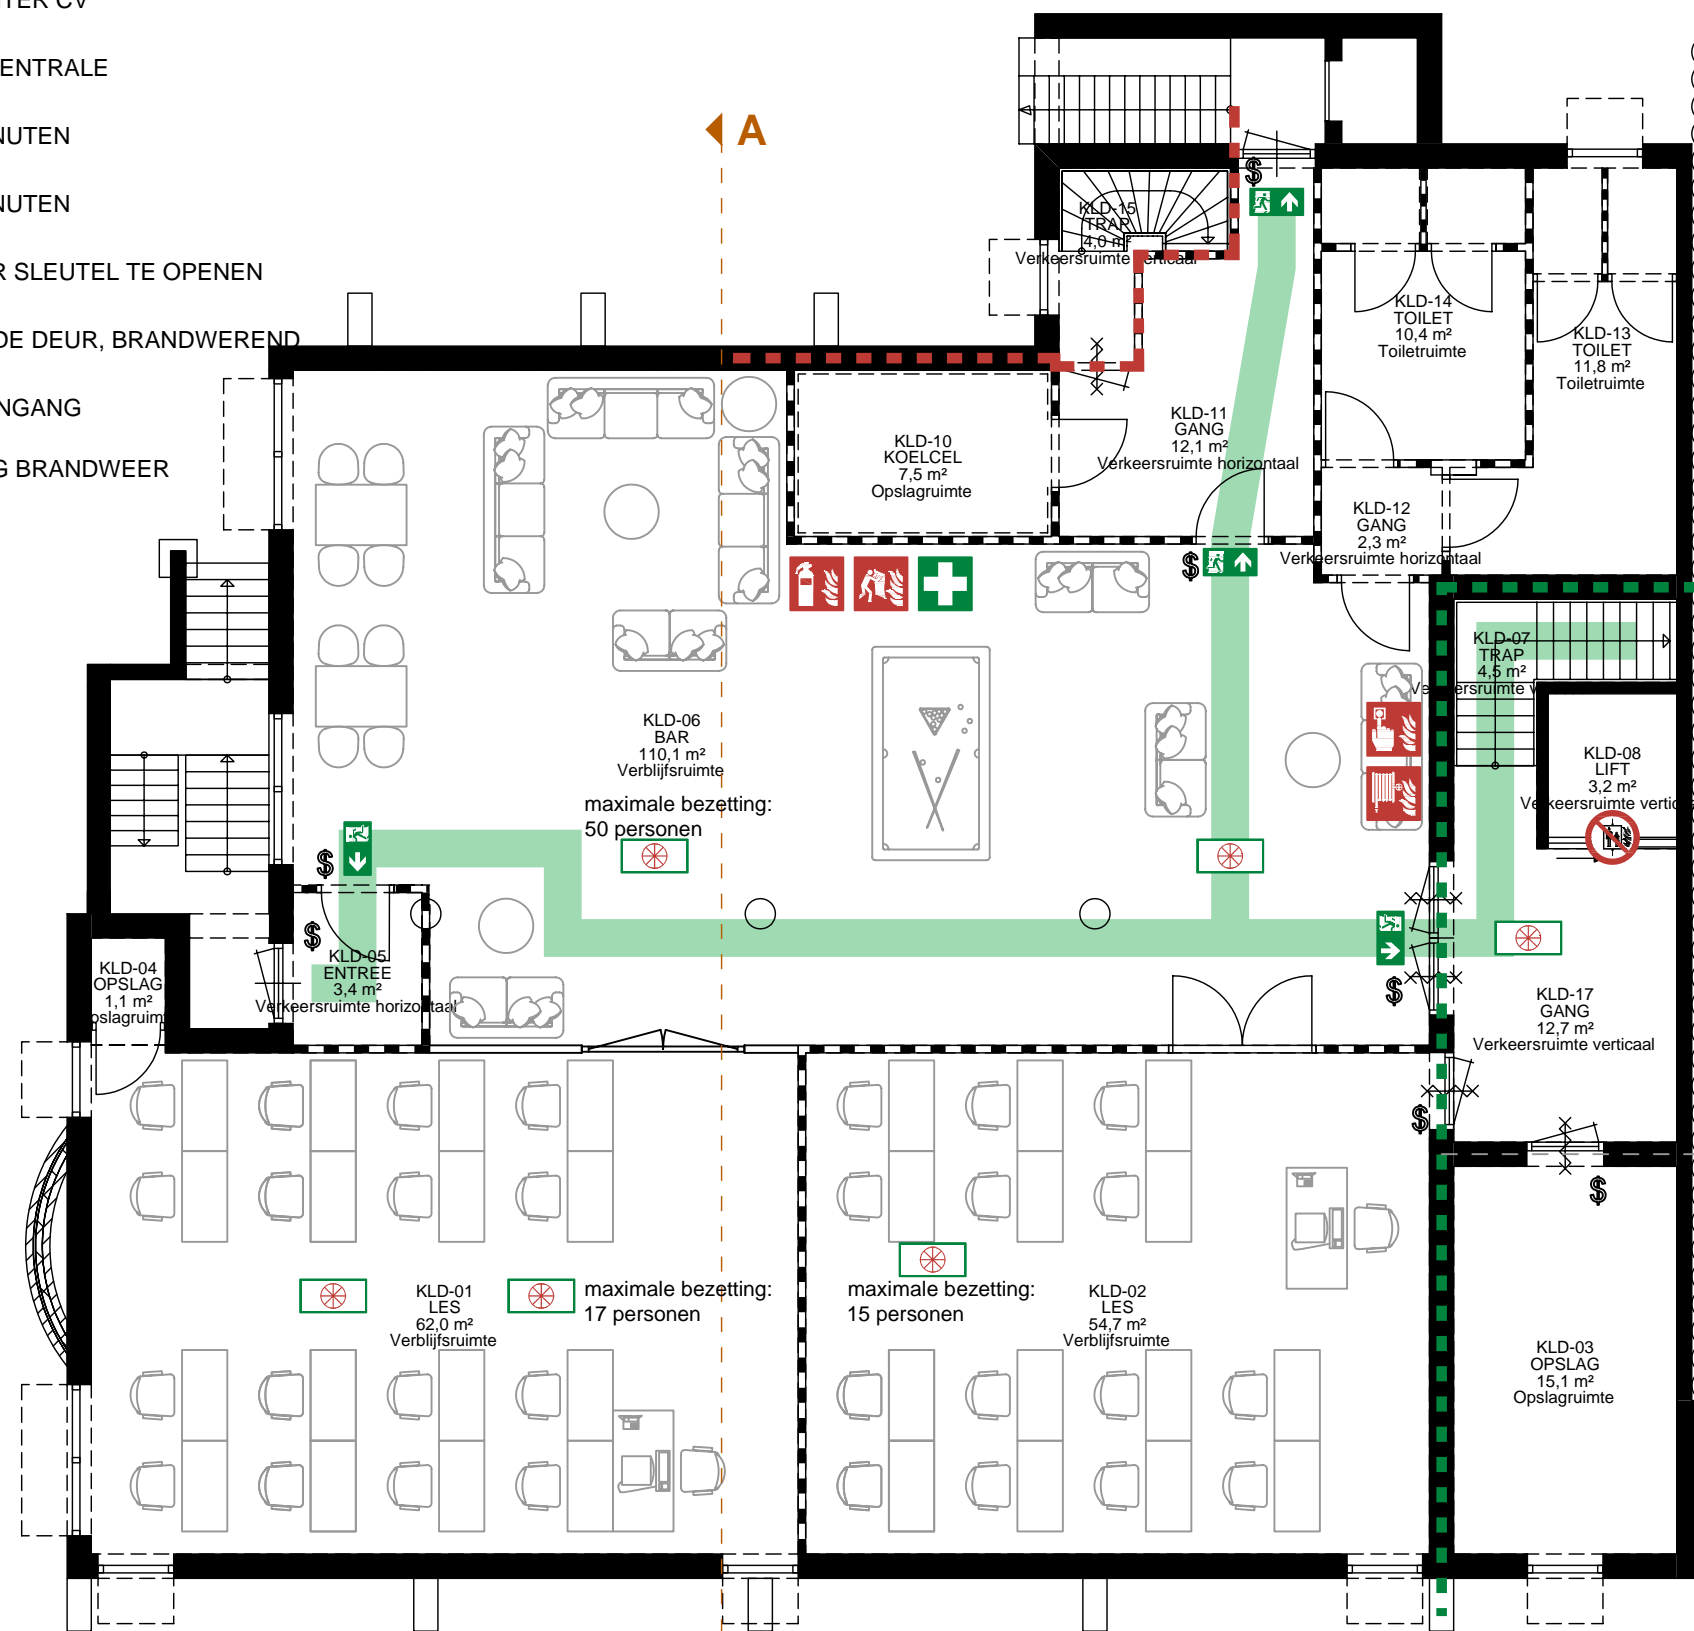 ENTRALE
NUTEN
NUTEN
R SLEUTEL TE OPENEN
DE DEUR, BRANDWEREND
NGANG
G BRANDWEER
A
KLD-15
TRAP
4,0 m²
Verkeersruimte verticaal
KLD-14
TOILET
10,4 m²
Toiletruimte
KLD-13
TOILET
11,8 m²
Toiletruimte
KLD-11
GANG
12,1 m²
Verkeersruimte horizontaal
KLD-10
KOELCEL
7,5 m²
Opslagruimte
KLD-12
GANG
2,3 m²
Verkeersruimte horizontaal
KLD-07
TRAP
4,5 m²
Verkeersruimte v
KLD-06
BAR
110,1 m²
Verblijfsruimte
maximale bezetting:
50 personen
KLD-08
LIFT
3,2 m²
Verkeersruimte vertic
KLD-05
ENTREE
3,4 m²
Verkeersruimte horizontaal
KLD-04
OPSLAG
1,1 m²
pslagruimt
KLD-17
GANG
12,7 m²
Verkeersruimte verticaal
KLD-01
LES
62,0 m²
Verblijfsruimte
maximale bezetting:
17 personen
maximale bezetting:
15 personen
KLD-02
LES
54,7 m²
Verblijfsruimte
KLD-03
OPSLAG
15,1 m²
Opslagruimte